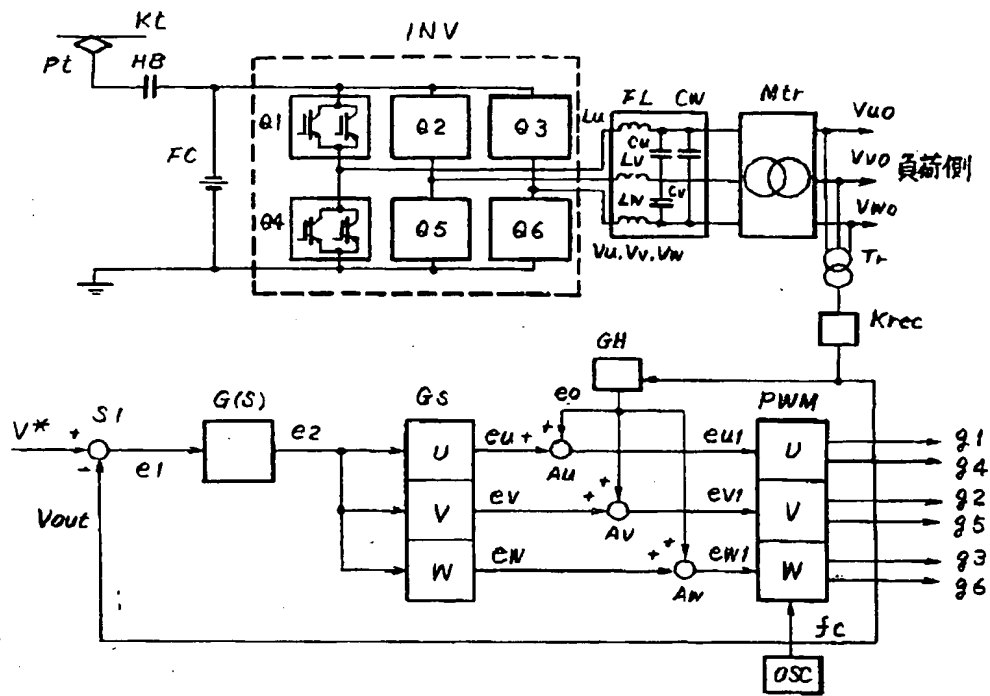 Kt
INV
Pt
HB
Q1
Q2
Q3
Lu
FL
Cw
Mtr
Vuo
FC
Cu
Lv
Vvo
負荷側
Cv
Lw
Vwo
Q4
Q5
Q6
Vu.Vv.Vw
Tr
Krec
GH
V*
+
S1
G(S)
GS
eo
PWM
-
e1
e2
U
eu
+
+
Au
eu1
U
g1
g4
Vout
V
ev
+
+
Av
ev1
V
g2
g5
W
ew
+
+
Aw
ew1
W
g3
g6
fc
OSC